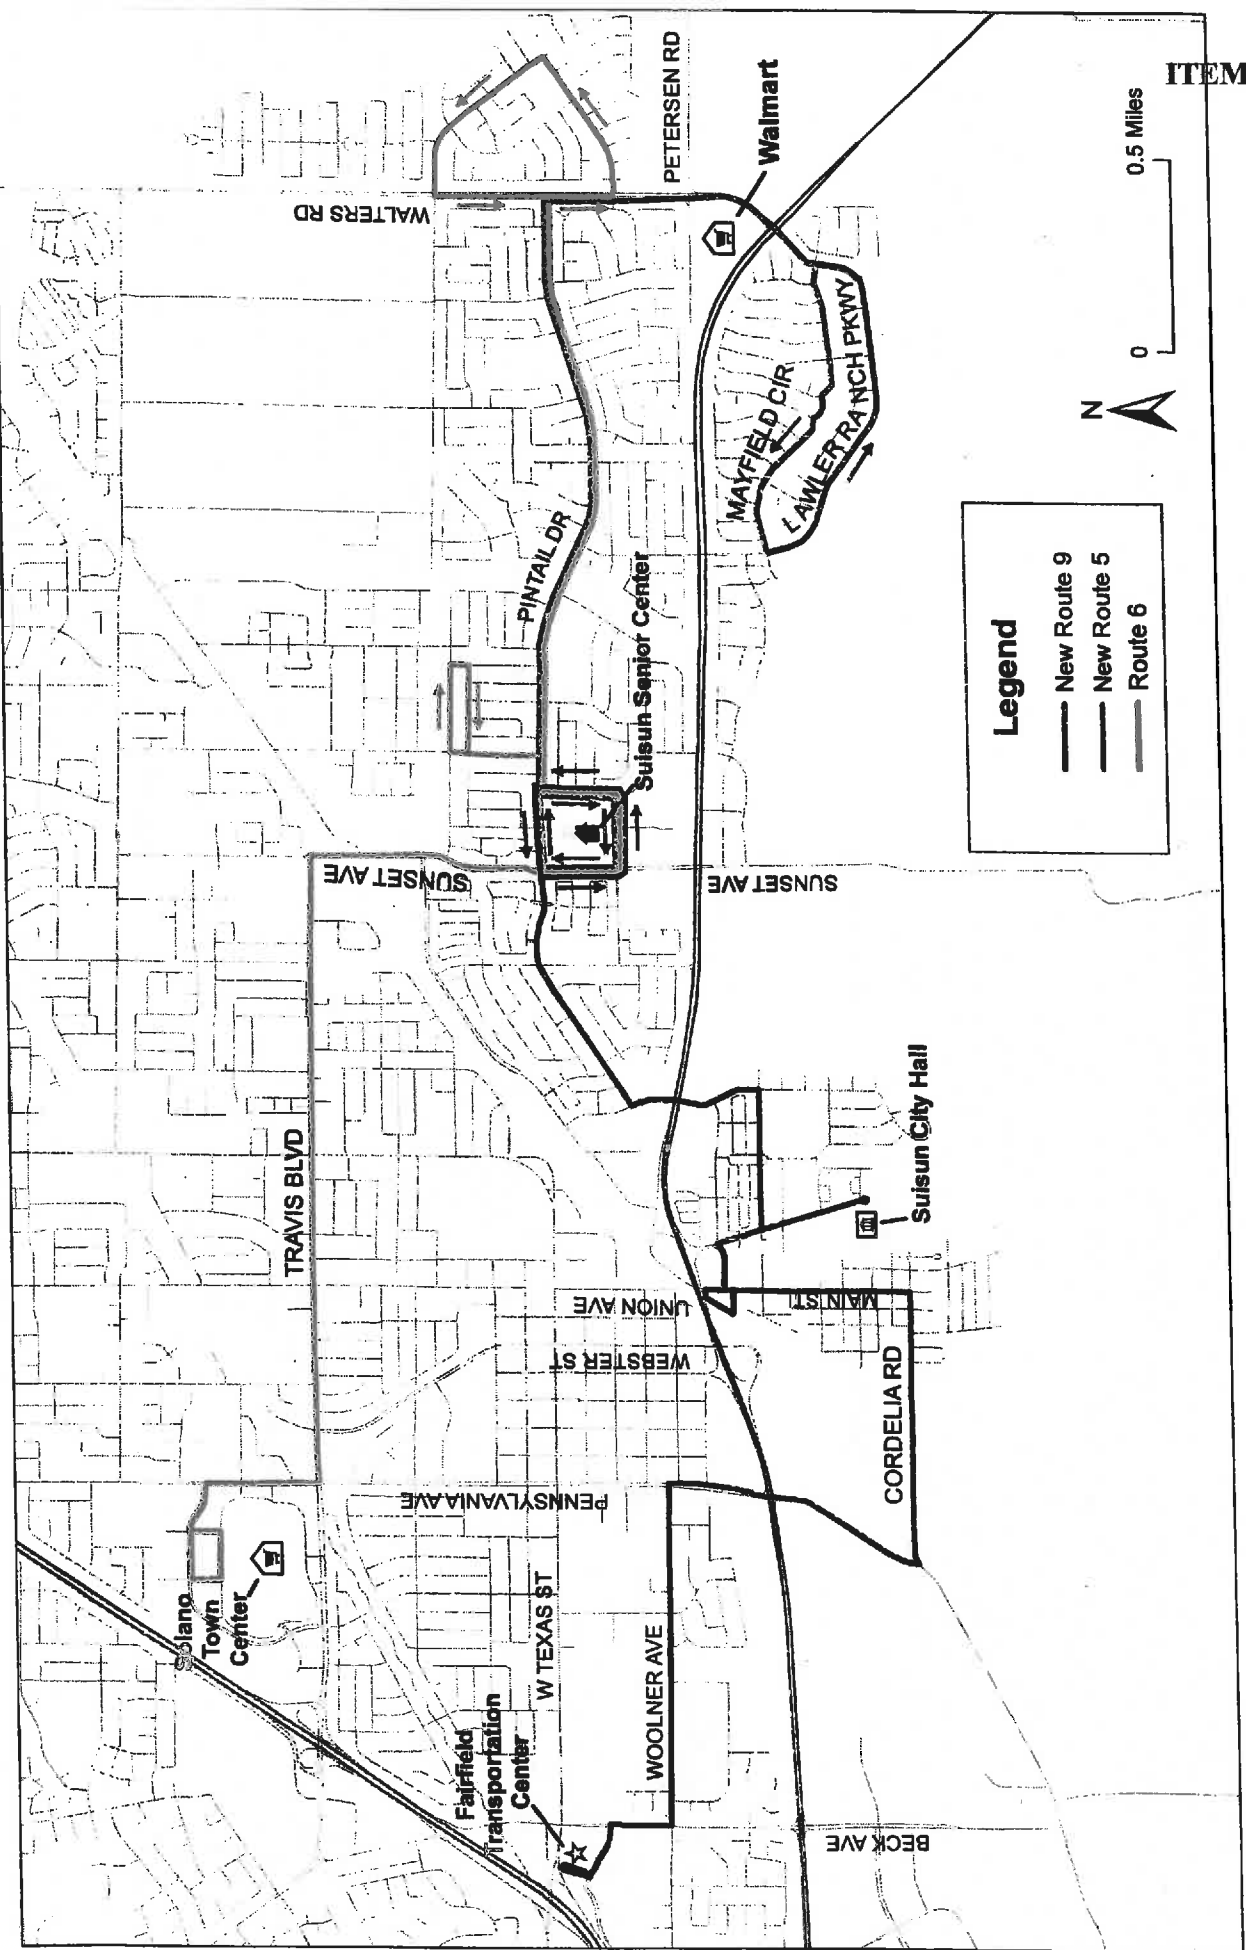 ITEM
PETERSEN RD
Walmart
WALTERS RD
0.5 Miles
0
N
MAYFIELD CIR
LAWLER RANCH PKWY
PINTAIL DR
Suisun Senior Center
Legend
New Route 9
New Route 5
Route 6
SUNSET AVE
SUNSET AVE
SUNSET AVE
TRAVIS BLVD
Suisun City Hall
UNION AVE
MAIN ST
WEBSTER ST
CORDELIA RD
PENNSYLVANIA AVE
Solano
Town
Center
W TEXAS ST
WOOLNER AVE
Fairfield
Transportation
Center
BECK AVE